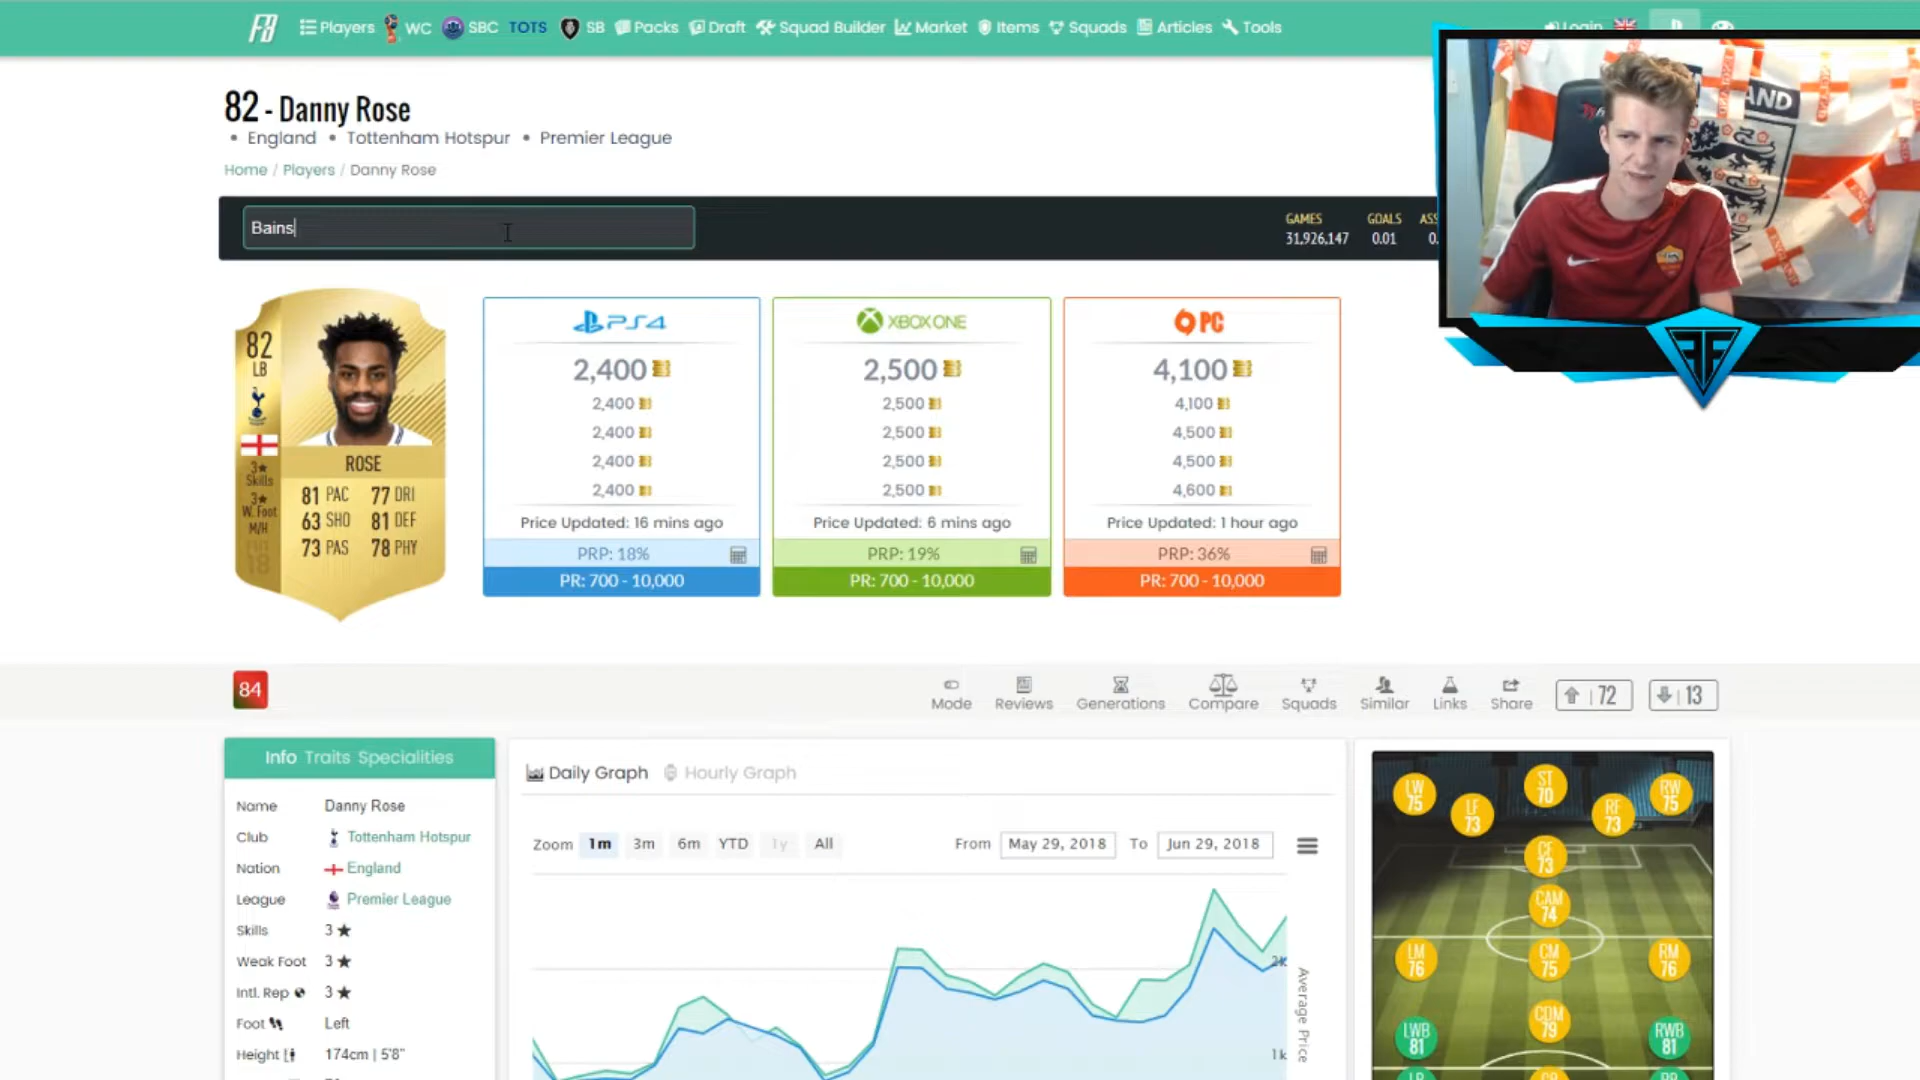 Players WC SBC TOTS SB Packs Draft Squad Builder Market Items Squads Articles Tools Login
82 - Danny Rose
• England • Tottenham Hotspur • Premier League
Home / Players / Danny Rose
Bains
GAMES GOALS
31,926,147 0.01
AND
82
LB
ROSE
3★
Skills
3★
W. Foot
M/H
81 PAC 77 DRI
63 SHO 81 DEF
73 PAS 78 PHY
PS4
2,400
2,400
2,400
2,400
2,400
Price Updated: 16 mins ago
PRP: 18%
PR: 700 - 10,000
XBOX ONE
2,500
2,500
2,500
2,500
2,500
Price Updated: 6 mins ago
PRP: 19%
PR: 700 - 10,000
PC
4,100
4,100
4,500
4,500
4,600
Price Updated: 1 hour ago
PRP: 36%
PR: 700 - 10,000
84
Mode Reviews Generations Compare Squads Similar Links Share 72 13
Info Traits Specialities
Name Danny Rose
Club Tottenham Hotspur
Nation England
League Premier League
Skills 3 ★
Weak Foot 3 ★
Intl. Rep 3 ★
Foot Left
Height 174cm | 5'8"
Daily Graph Hourly Graph
Zoom 1m 3m 6m YTD 1y All From May 29, 2018 To Jun 29, 2018
2k
1k
Average Price
LW 75
LF 73
ST 70
RF 73
RW 75
CF 73
CAM 74
LM 76
CM 75
RM 76
CDM 79
LWB 81
RWB 81